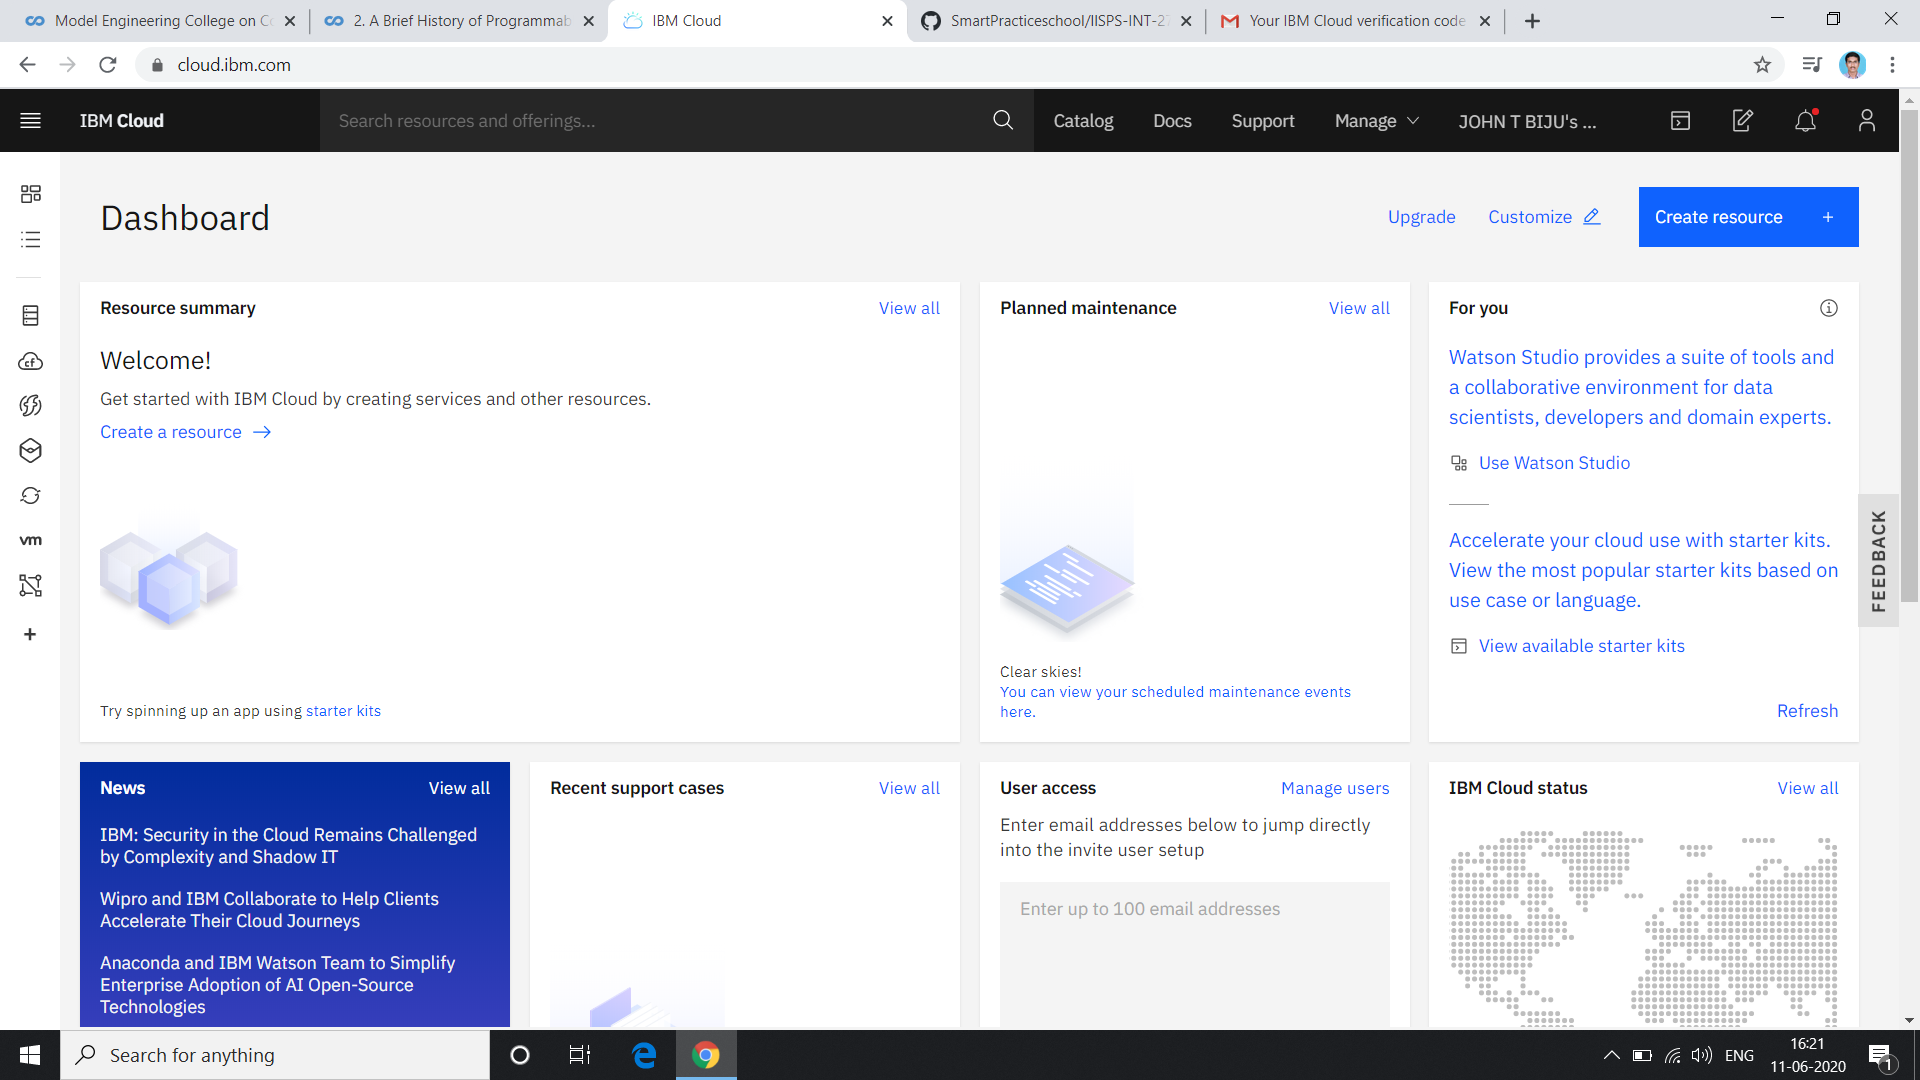 Model Engineering College on Co
2. A Brief History of Programmab
IBM Cloud
SmartPracticeschool/IISPS-INT-27
Your IBM Cloud verification code
cloud.ibm.com
IBM Cloud
Search resources and offerings...
Catalog
Docs
Support
Manage
JOHN T BIJU's ...
Dashboard
Upgrade
Customize
Create resource +
Resource summary
View all
Welcome!
Get started with IBM Cloud by creating services and other resources.
Create a resource
Try spinning up an app using starter kits
Planned maintenance
View all
Clear skies!
You can view your scheduled maintenance events
here.
For you
Watson Studio provides a suite of tools and
a collaborative environment for data
scientists, developers and domain experts.
Use Watson Studio
Accelerate your cloud use with starter kits.
View the most popular starter kits based on
use case or language.
View available starter kits
Refresh
FEEDBACK
cf
vm
News
View all
IBM: Security in the Cloud Remains Challenged
by Complexity and Shadow IT
Wipro and IBM Collaborate to Help Clients
Accelerate Their Cloud Journeys
Anaconda and IBM Watson Team to Simplify
Enterprise Adoption of AI Open-Source
Technologies
Recent support cases
View all
User access
Manage users
Enter email addresses below to jump directly
into the invite user setup
Enter up to 100 email addresses
IBM Cloud status
View all
Search for anything
ENG
16:21
11-06-2020
1